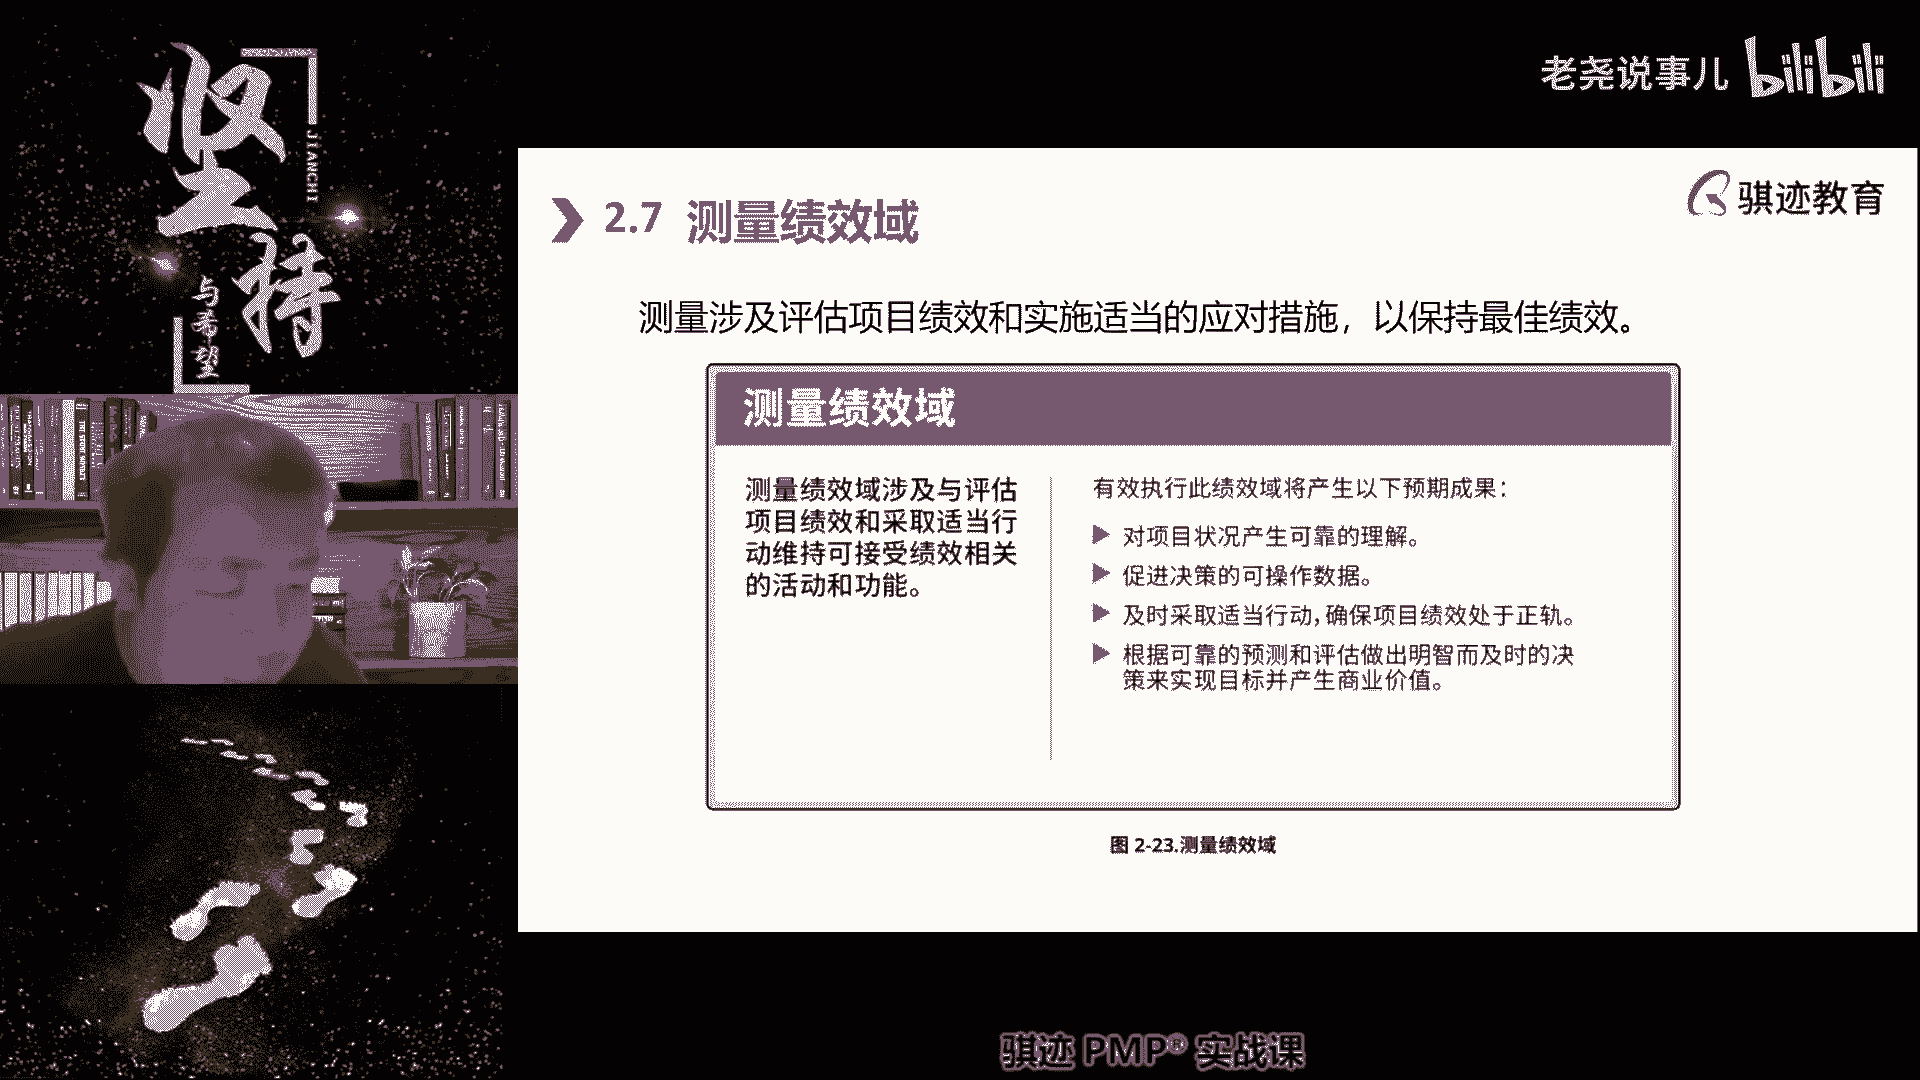 坚持
JIANCHI
与希望
老尧说事儿 bilibili
骐迹教育
2.7 测量绩效域
测量涉及评估项目绩效和实施适当的应对措施，以保持最佳绩效。
测量绩效域
测量绩效域涉及与评估
项目绩效和采取适当行
动维持可接受绩效相关
的活动和功能。
有效执行此绩效域将产生以下预期成果：
对项目状况产生可靠的理解。
促进决策的可操作数据。
及时采取适当行动，确保项目绩效处于正轨。
根据可靠的预测和评估做出明智而及时的决
策来实现目标并产生商业价值。
图 2-23.测量绩效域
骐迹 PMP® 实战课